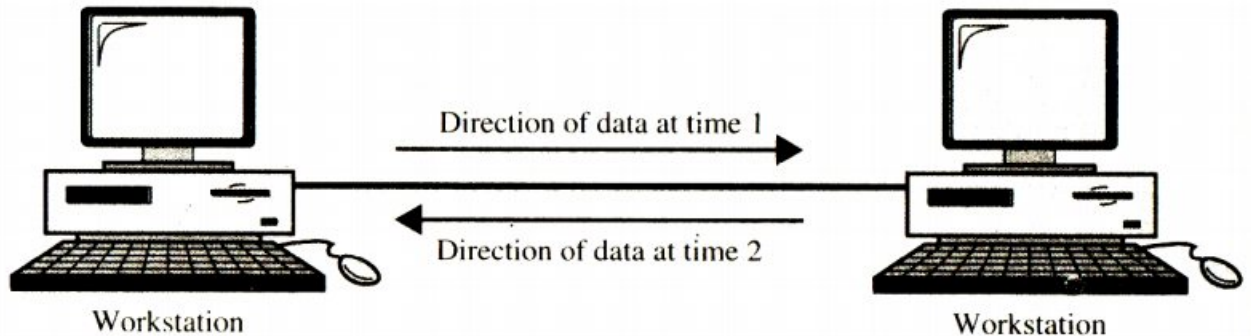 Direction of data at time 1
Direction of data at time 2
Workstation
Workstation